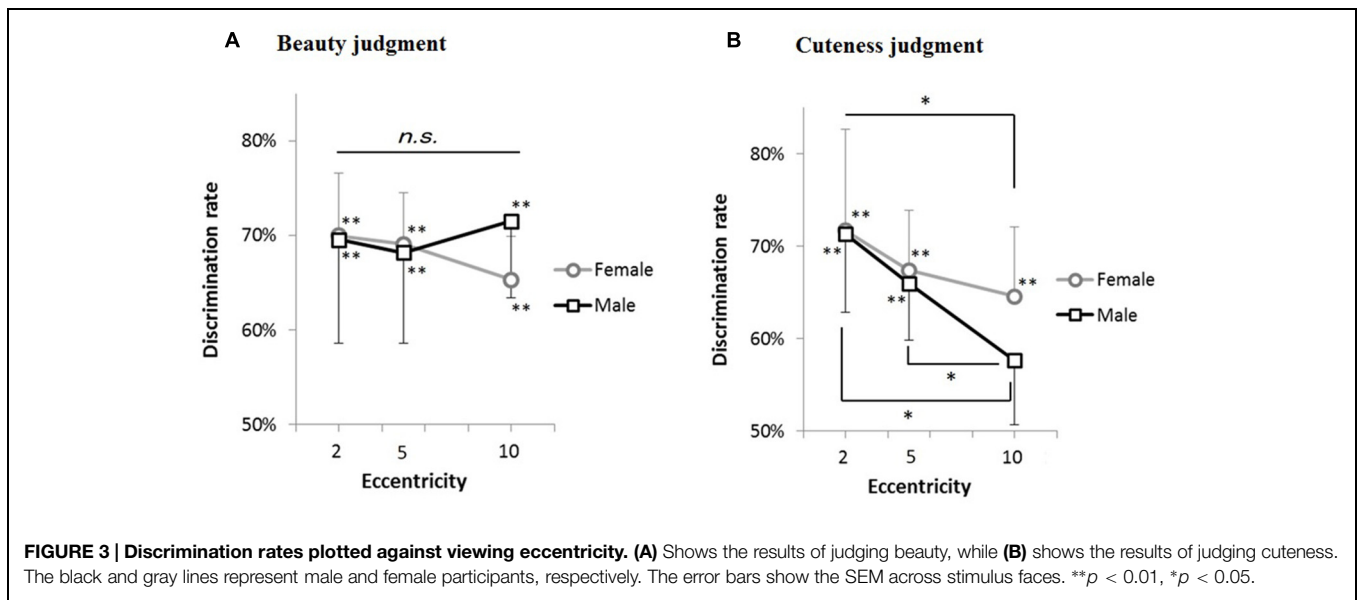 A Beauty judgment
n.s.
80%
70%
60%
50%
** ** ** ** ** **
Discrimination rate
2 5 10
Eccentricity
Female
Male
B Cuteness judgment
*
80%
70%
60%
50%
** ** ** ** **
*
*
Discrimination rate
2 5 10
Eccentricity
Female
Male
FIGURE 3 | Discrimination rates plotted against viewing eccentricity. (A) Shows the results of judging beauty, while (B) shows the results of judging cuteness.
The black and gray lines represent male and female participants, respectively. The error bars show the SEM across stimulus faces. **p < 0.01, *p < 0.05.